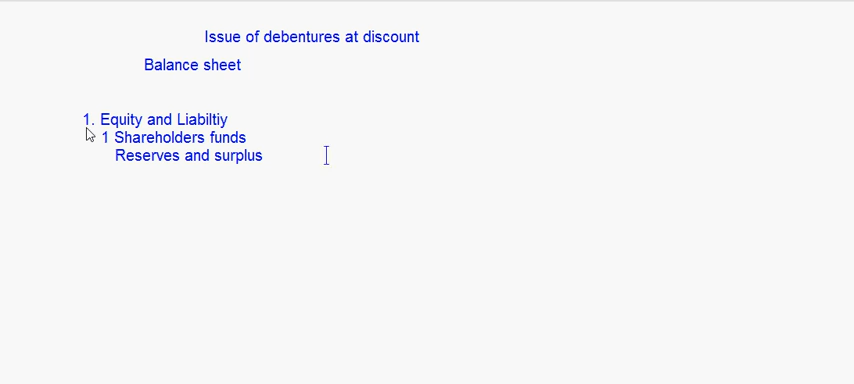 Issue of debentures at discount
Balance sheet
1. Equity and Liabiltiy
1 Shareholders funds
Reserves and surplus